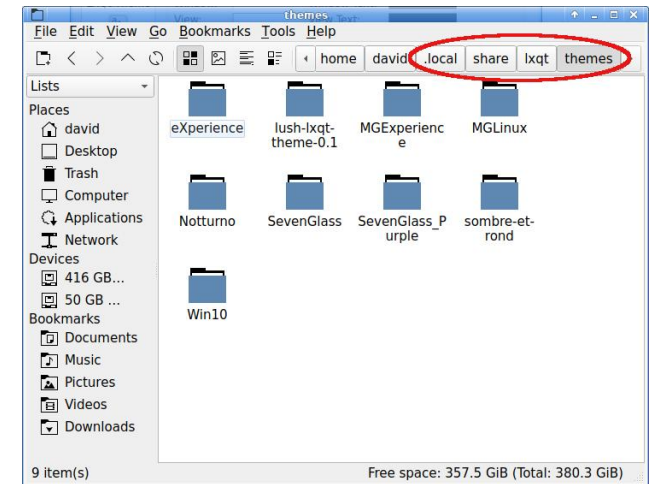 View: Text:
themes
File Edit View Go Bookmarks Tools Help
home david .local share lxqt themes
Lists
Places
david
Desktop
Trash
Computer
Applications
Network
Devices
416 GB...
50 GB ...
Bookmarks
Documents
Music
Pictures
Videos
Downloads
eXperience lush-lxqt- MGExperienc MGLinux
theme-0.1 e
Notturno SevenGlass SevenGlass_P sombre-et-
urple rond
Win10
9 item(s) Free space: 357.5 GiB (Total: 380.3 GiB)